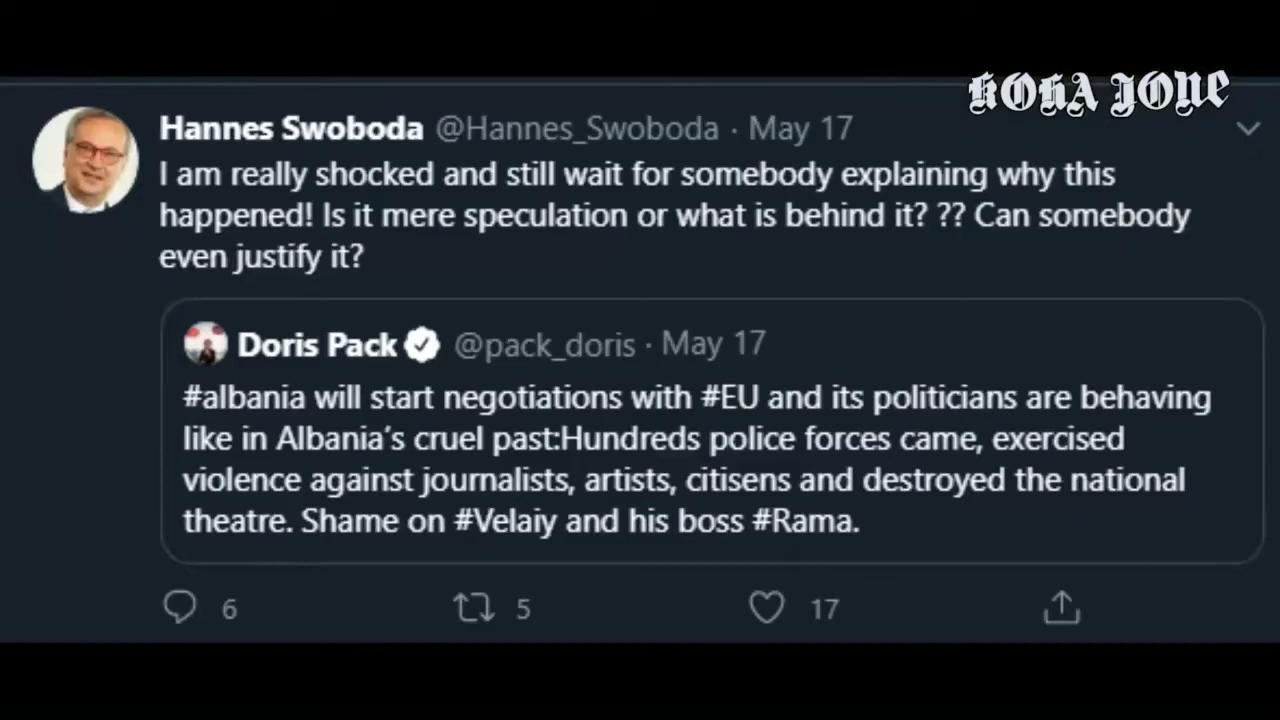 KOHA JONE
Hannes Swoboda @Hannes_Swoboda · May 17
I am really shocked and still wait for somebody explaining why this
happened! Is it mere speculation or what is behind it? ?? Can somebody
even justify it?
Doris Pack @pack_doris · May 17
#albania will start negotiations with #EU and its politicians are behaving
like in Albania's cruel past:Hundreds police forces came, exercised
violence against journalists, artists, citisens and destroyed the national
theatre. Shame on #Velaiy and his boss #Rama.
6 5 17